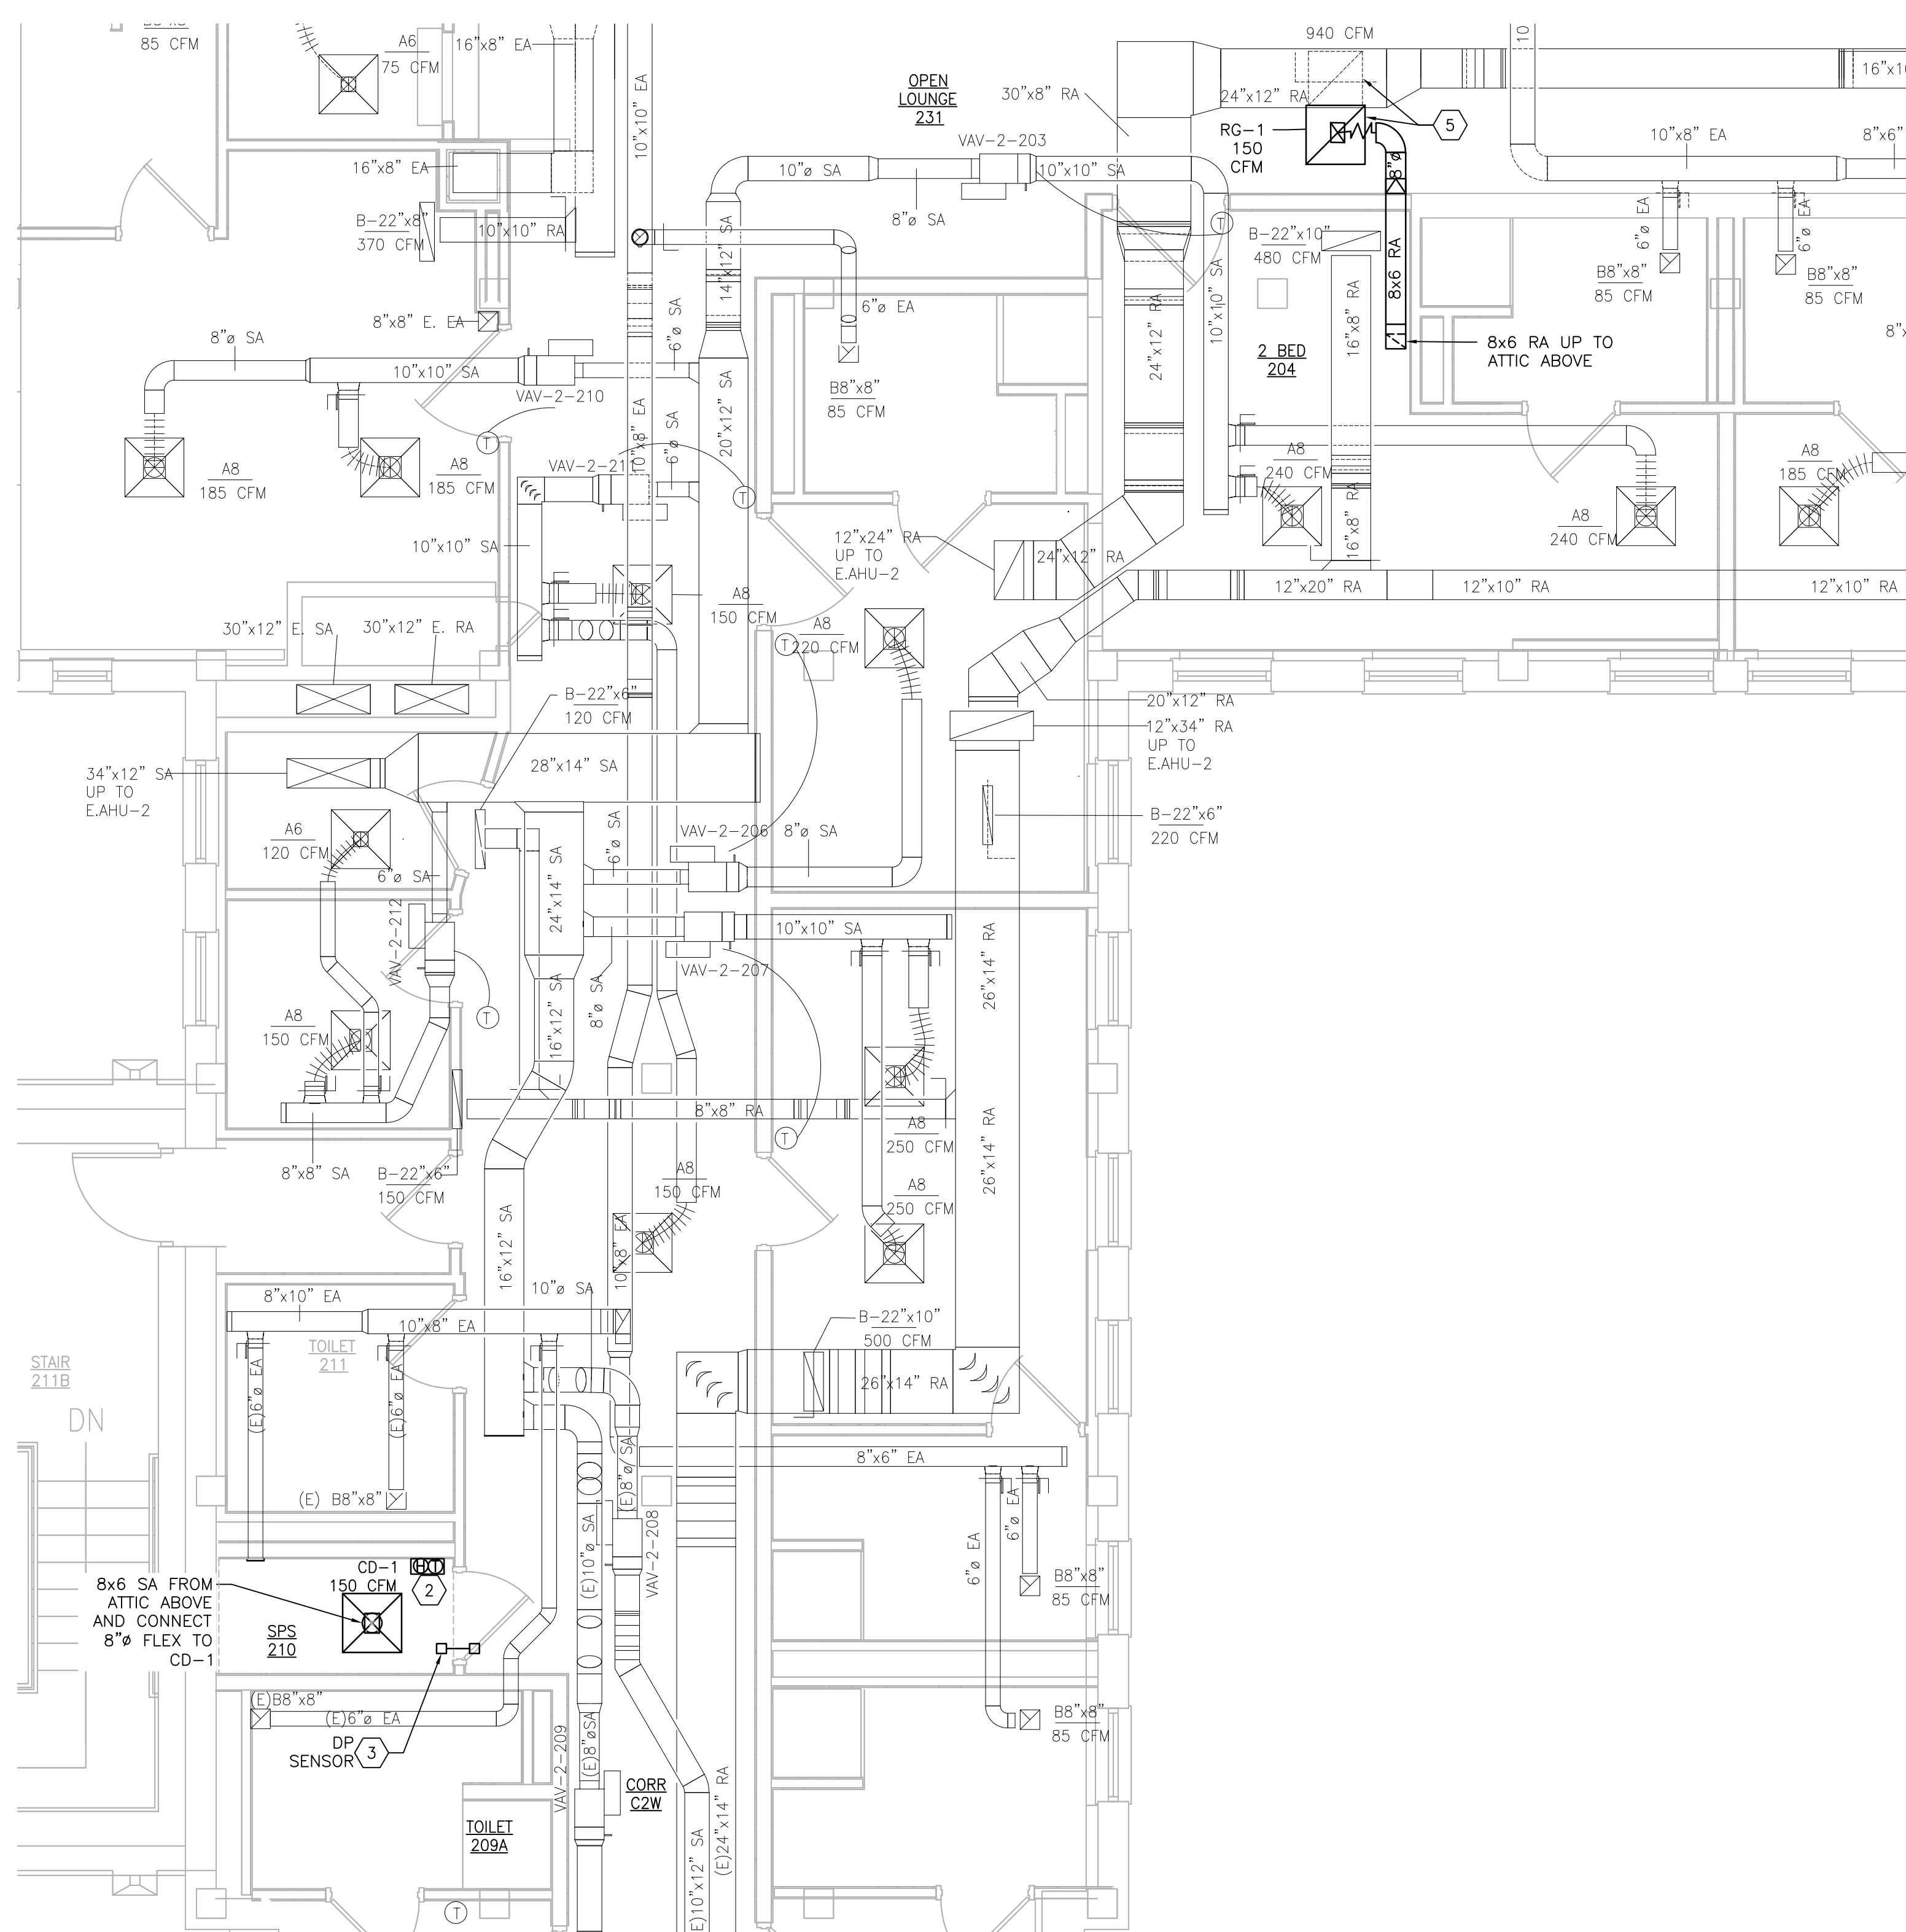 85 CFM
A6
75 CFM
16"x8" EA
10"x10" EA
OPEN
LOUNGE
231
30"x8" RA
940 CFM
24"x12" RA
10
RG-1
150
CFM
5
8"ø
10"x8" EA
8"x6"
16"x8" EA
VAV-2-203
10"ø SA
10"x10" SA
8"ø SA
B-22"x8"
370 CFM
10"x10" RA
14"x12" SA
T
B-22"x10"
480 CFM
6"ø EA
6"ø EA
8x6 RA
B8"x8"
85 CFM
B8"x8"
85 CFM
8"x8" E. EA
6"ø SA
6"ø EA
24"x12" RA
10"x10" SA
16"x8" RA
8x6 RA UP TO
ATTIC ABOVE
2 BED
204
8"ø SA
10"x10" SA
VAV-2-210
B8"x8"
85 CFM
20"x12" SA
T
10"x8" EA
6"ø SA
A8
185 CFM
A8
185 CFM
VAV-2-211
T
A8
240 CFM
A8
240 CFM
A8
185 CFM
16"x8" RA
10"x10" SA
12"x24" RA
UP TO
E.AHU-2
24"x12" RA
12"x20" RA
12"x10" RA
12"x10" RA
A8
150 CFM
30"x12" E. SA
30"x12" E. RA
T
A8
220 CFM
B-22"x6"
120 CFM
20"x12" RA
12"x34" RA
UP TO
E.AHU-2
34"x12" SA
UP TO
E.AHU-2
28"x14" SA
B-22"x6"
220 CFM
A6
120 CFM
6"ø SA
24"x14" SA
6"ø SA
VAV-2-206
8"ø SA
VAV-2-212
10"x10" SA
VAV-2-207
8"ø SA
16"x12" SA
26"x14" RA
A8
150 CFM
T
8"x8" RA
T
A8
250 CFM
26"x14" RA
8"x8" SA
B-22"x6"
150 CFM
A8
150 CFM
A8
250 CFM
16"x12" SA
10"x8" EA
8"x10" EA
10"x8" EA
10"ø SA
B-22"x10"
500 CFM
26"x14" RA
TOILET
211
STAIR
211B
DN
(E)6"ø EA
(E)6"ø EA
(E) B8"x8"
(E)8"ø SA
8"x6" EA
(E)10"ø SA
VAV-2-208
6"ø EA
6"ø EA
B8"x8"
85 CFM
CD-1
150 CFM
2
8x6 SA FROM
ATTIC ABOVE
AND CONNECT
8"ø FLEX TO
CD-1
SPS
210
(E)B8"x8"
(E)6"ø EA
DP
SENSOR
3
B8"x8"
85 CFM
VAV-2-209
(E)8"øSA
CORR
C2W
TOILET
209A
(E)24"x14" RA
E)10"x12" SA
T